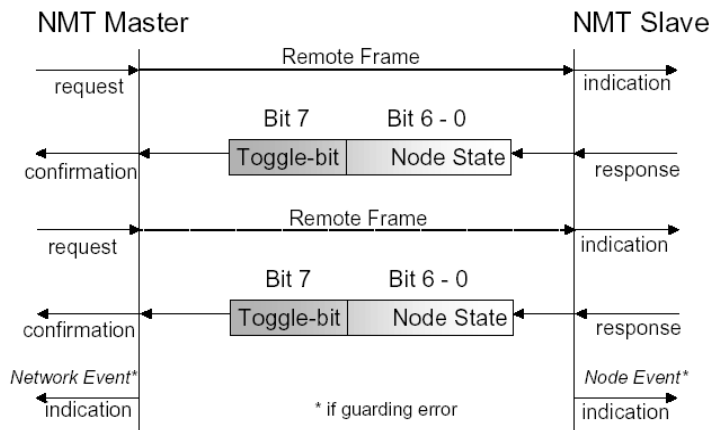 NMT Master NMT Slave
Remote Frame
request indication
Bit 7 Bit 6 - 0
Toggle-bit Node State
confirmation response
Remote Frame
request indication
Bit 7 Bit 6 - 0
Toggle-bit Node State
confirmation response
Network Event* Node Event*
indication * if guarding error indication